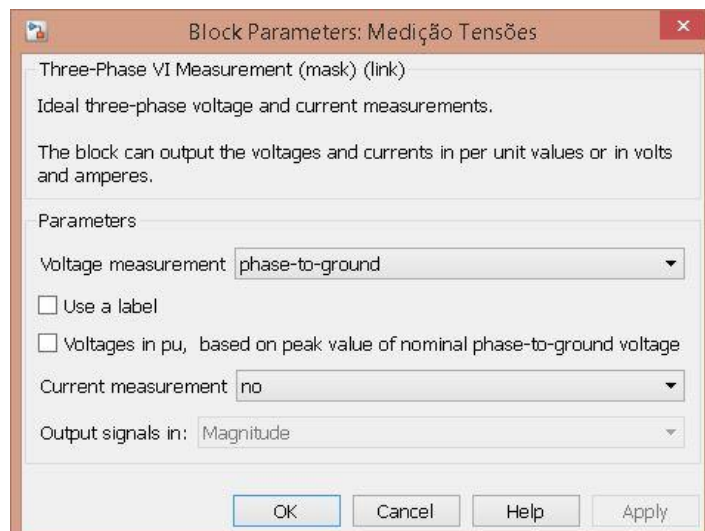 Block Parameters: Medição Tensões
Three-Phase VI Measurement (mask) (link)
Ideal three-phase voltage and current measurements.
The block can output the voltages and currents in per unit values or in volts
and amperes.
Parameters
Voltage measurement phase-to-ground
Use a label
Voltages in pu, based on peak value of nominal phase-to-ground voltage
Current measurement no
Output signals in: Magnitude
OK Cancel Help Apply